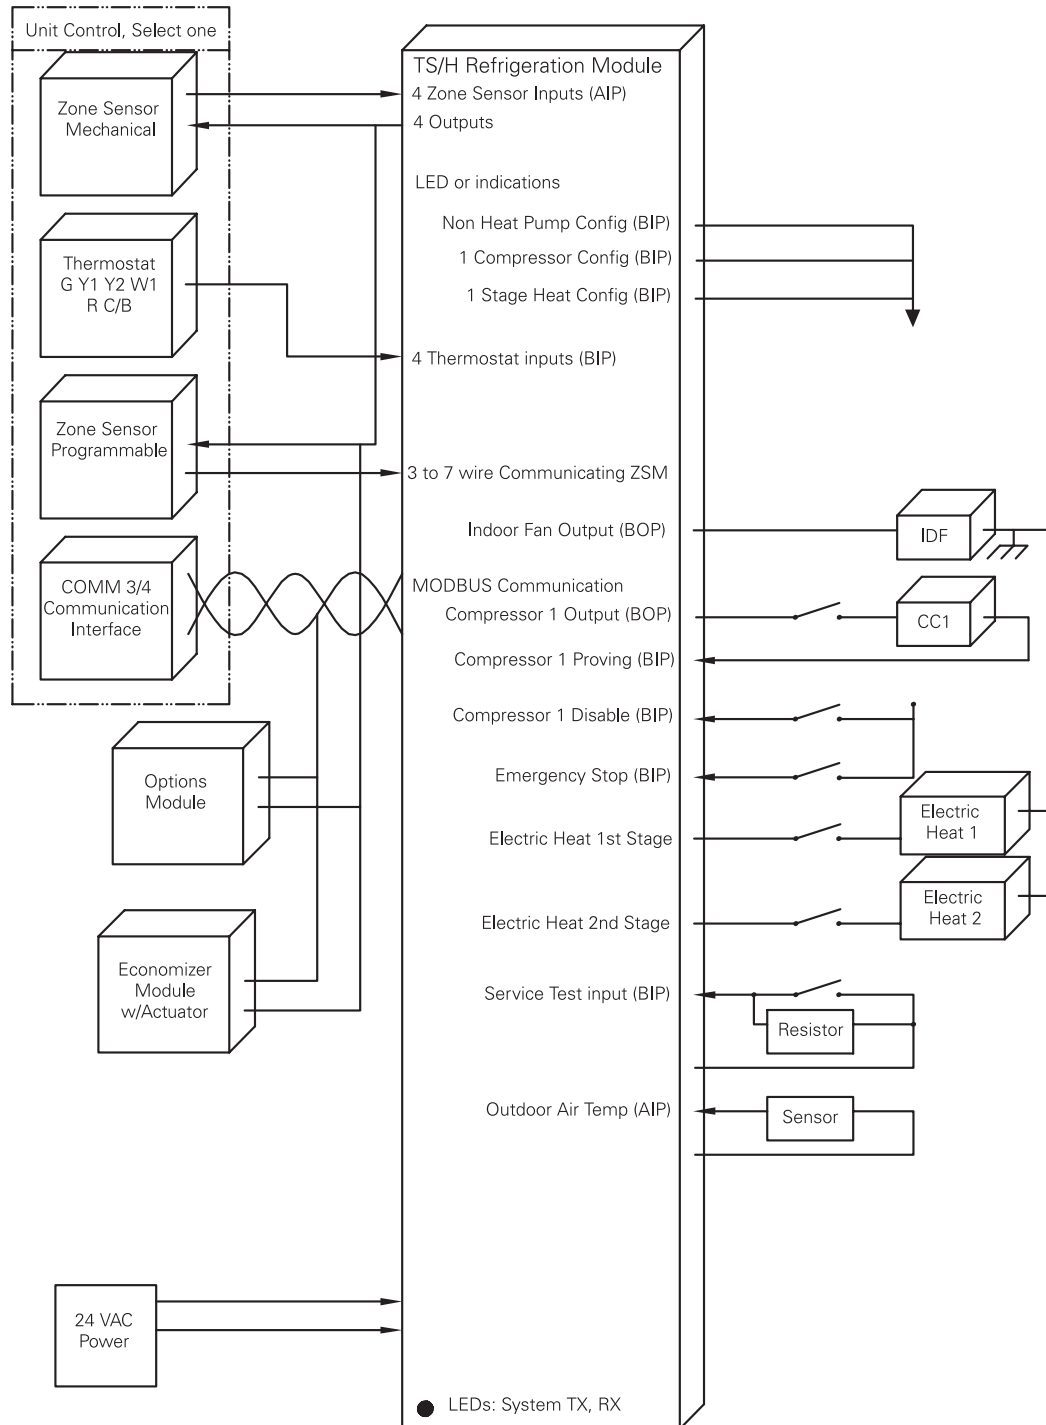 Unit Control, Select one
Zone Sensor
Mechanical
Thermostat
G Y1 Y2 W1
R C/B
Zone Sensor
Programmable
COMM 3/4
Communication
Interface
Options
Module
Economizer
Module
w/Actuator
24 VAC
Power
TS/H Refrigeration Module
4 Zone Sensor Inputs (AIP)
4 Outputs
LED or indications
Non Heat Pump Config (BIP)
1 Compressor Config (BIP)
1 Stage Heat Config (BIP)
4 Thermostat inputs (BIP)
3 to 7 wire Communicating ZSM
Indoor Fan Output (BOP)
MODBUS Communication
Compressor 1 Output (BOP)
Compressor 1 Proving (BIP)
Compressor 1 Disable (BIP)
Emergency Stop (BIP)
Electric Heat 1st Stage
Electric Heat 2nd Stage
Service Test input (BIP)
Outdoor Air Temp (AIP)
LEDs: System TX, RX
IDF
CC1
Electric
Heat 1
Electric
Heat 2
Resistor
Sensor